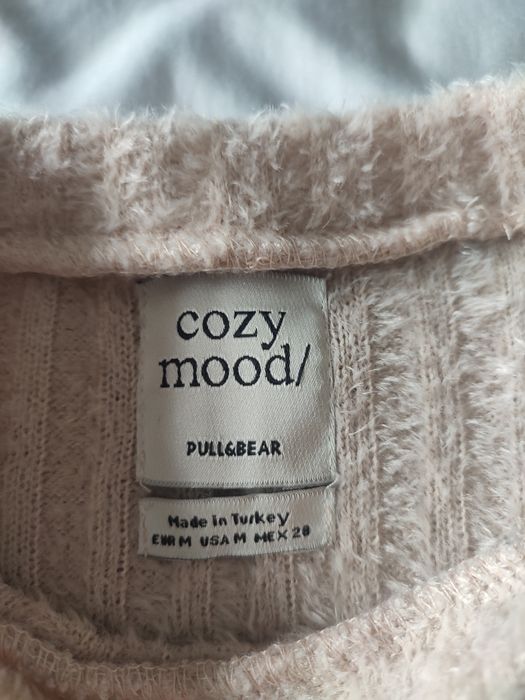 cozy
mood/
PULL&BEAR
Made in Turkey
EUR M USA M MEX 28